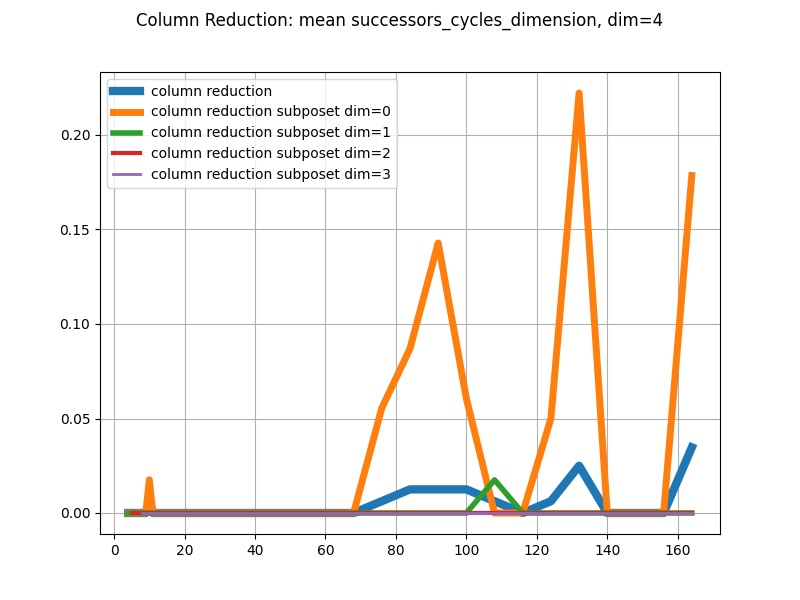 Column Reduction: mean successors_cycles_dimension, dim=4
column reduction
column reduction subposet dim=0
column reduction subposet dim=1
column reduction subposet dim=2
column reduction subposet dim=3
0.20
0.15
0.10
0.05
0.00
0 20 40 60 80 100 120 140 160